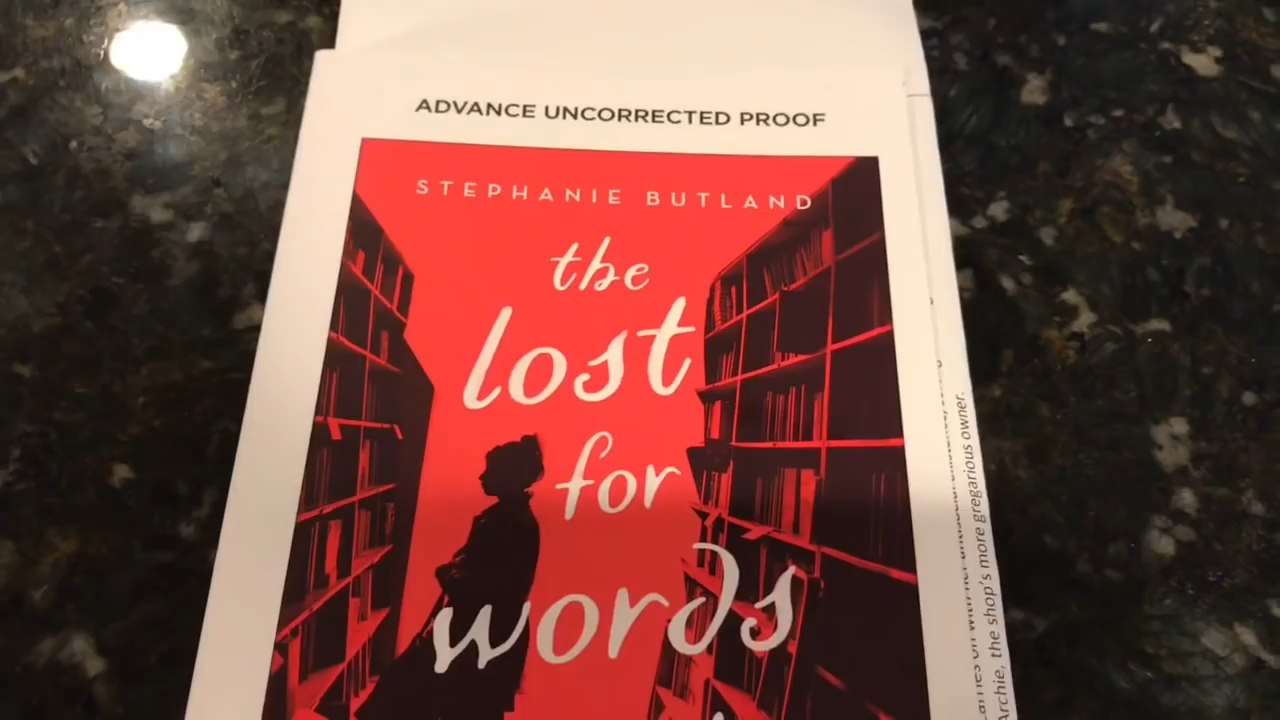 ADVANCE UNCORRECTED PROOF
STEPHANIE BUTLAND
the
lost
for
words
Archie, the shop's more gregarious owner.